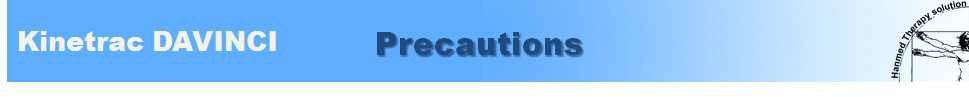 Kinetrac DAVINCI
Precautions
Hanmed Therapy solution